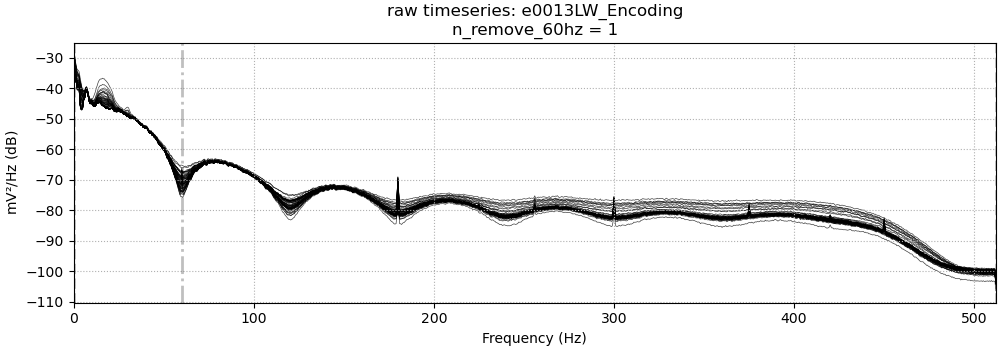 raw timeseries: e0013LW_Encoding
n_remove_60hz = 1
mV²/Hz (dB)
−30
−40
−50
−60
−70
−80
−90
−100
−110
0 100 200 300 400 500
Frequency (Hz)